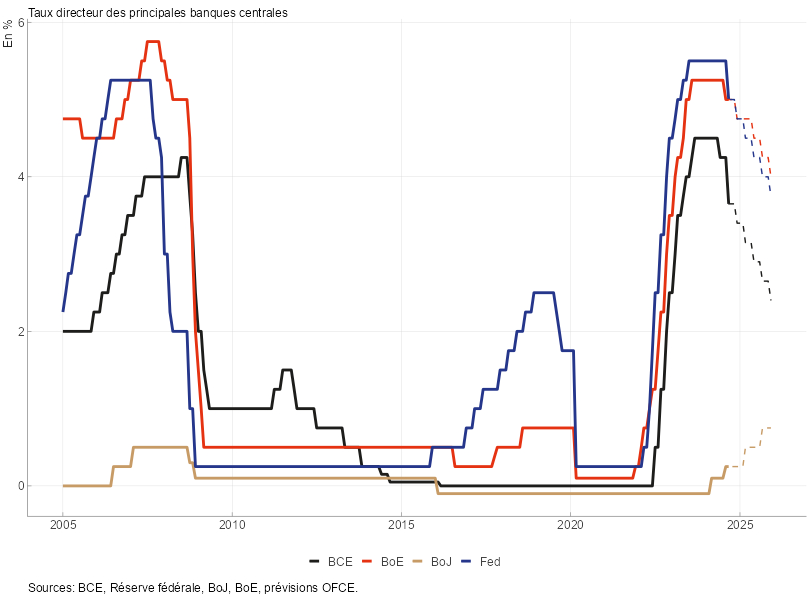 Taux directeur des principales banques centrales
En %
6
4
2
0
2005 2010 2015 2020 2025
BCE BoE BoJ Fed
Sources: BCE, Réserve fédérale, BoJ, BoE, prévisions OFCE.